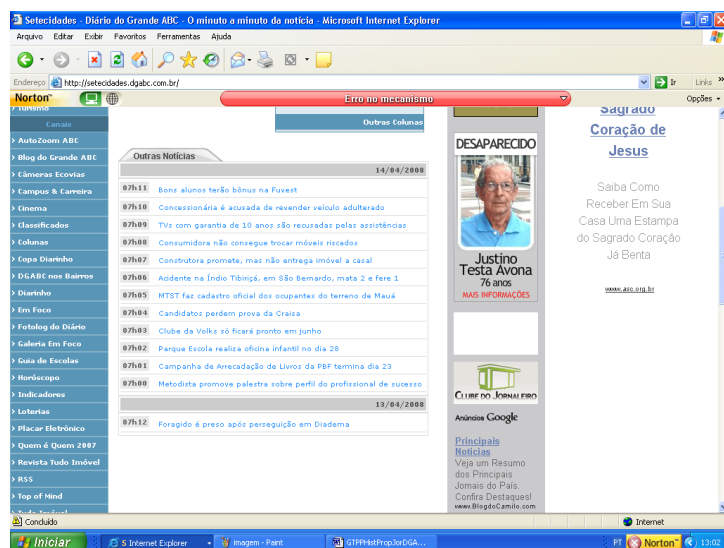 Setecidades - Diário do Grande ABC - O minuto a minuto da notícia - Microsoft Internet Explorer
Arquivo Editar Exibir Favoritos Ferramentas Ajuda
Endereço http://setecidades.dgabc.com.br/ Ir Links »
Norton™ Erro no mecanismo Opções
> Turismo
Canais
> AutoZoom ABC
> Blog do Grande ABC
> Câmeras Ecovias
> Campus & Carreira
> Cinema
> Classificados
> Colunas
> Copa Diarinho
> DGABC nos Bairros
> Diarinho
> Em Foco
> Fotolog do Diário
> Galeria Em Foco
> Guia de Escolas
> Horóscopo
> Indicadores
> Loterias
> Placar Eletrônico
> Quem é Quem 2007
> Revista Tudo Imóvel
> RSS
> Top of Mind
> Tudo Imóvel
Outras Colunas
Outras Notícias
14/04/2008
07h11 Bons alunos terão bônus na Fuvest
07h10 Concessionária é acusada de revender veículo adulterado
07h09 TVs com garantia de 10 anos são recusadas pelas assistências
07h08 Consumidora não consegue trocar móveis riscados
07h07 Construtora promete, mas não entrega imóvel a casal
07h06 Acidente na Índio Tibiriçá, em São Bernardo, mata 2 e fere 1
07h05 MTST faz cadastro oficial dos ocupantes do terreno de Mauá
07h04 Candidatos perdem prova da Craisa
07h03 Clube da Volks só ficará pronto em junho
07h02 Parque Escola realiza oficina infantil no dia 28
07h01 Campanha de Arrecadação de Livros da PBF termina dia 23
07h00 Metodista promove palestra sobre perfil do profissional de sucesso
13/04/2008
07h12 Foragido é preso após perseguição em Diadema
DESAPARECIDO
Justino
Testa Avona
76 anos
MAIS INFORMAÇÕES
CLUBE DO JORNALEIRO
Anúncios Google
Principais
Notícias
Veja um Resumo
dos Principais
Jornais do País.
Confira Destaques!
www.BlogdoCamilo.com
Sagrado
Coração de
Jesus
Saiba Como
Receber Em Sua
Casa Uma Estampa
do Sagrado Coração
Já Benta
www.asc.org.br
Concluído Internet
Iniciar 5 Internet Explorer imagem - Paint GTPPHistPropJorDGA... PT Norton™ 13:02